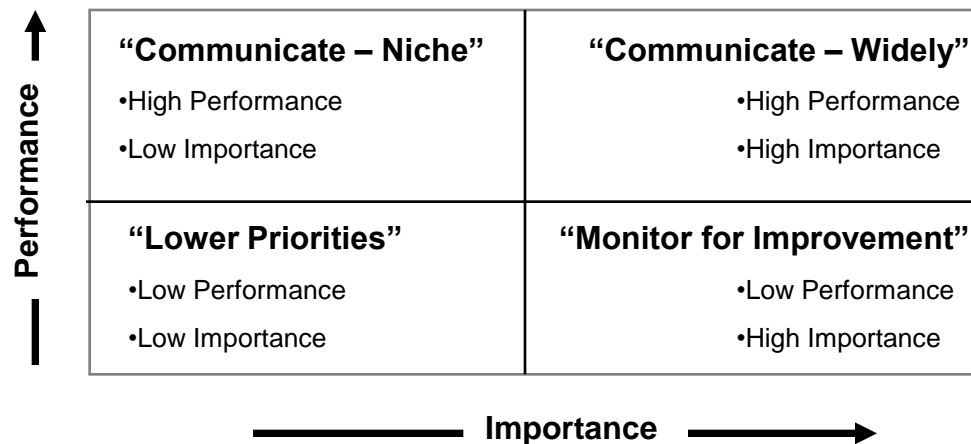 “Communicate – Niche”
•High Performance
•Low Importance
“Communicate – Widely”
•High Performance
•High Importance
“Lower Priorities”
•Low Performance
•Low Importance
“Monitor for Improvement”
•Low Performance
•High Importance
Performance
Importance